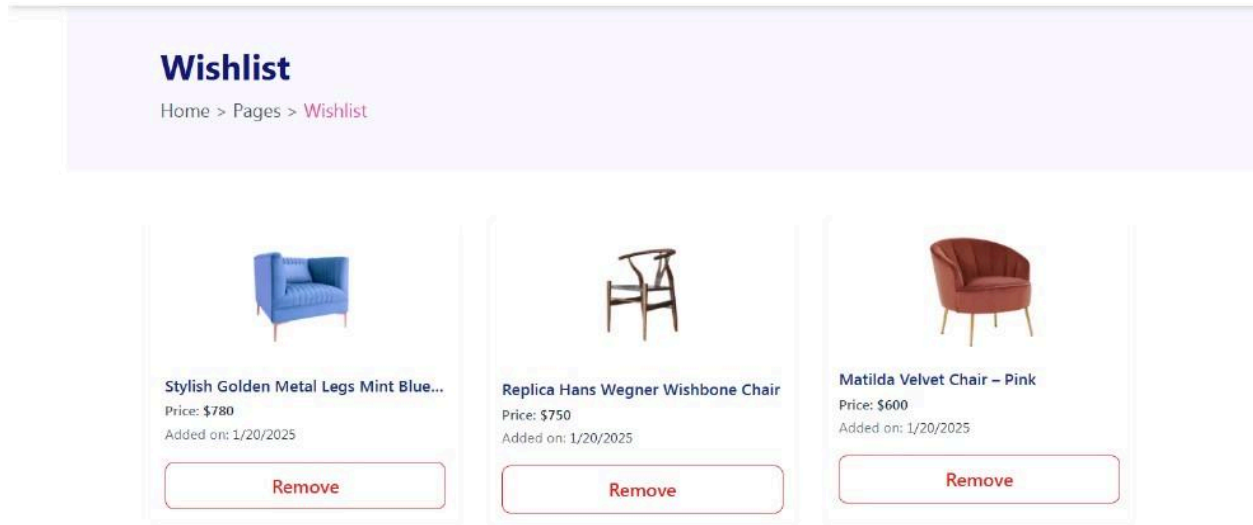 Wishlist
Home > Pages > Wishlist
Stylish Golden Metal Legs Mint Blue...
Price: $780
Added on: 1/20/2025
Remove
Replica Hans Wegner Wishbone Chair
Price: $750
Added on: 1/20/2025
Remove
Matilda Velvet Chair – Pink
Price: $600
Added on: 1/20/2025
Remove